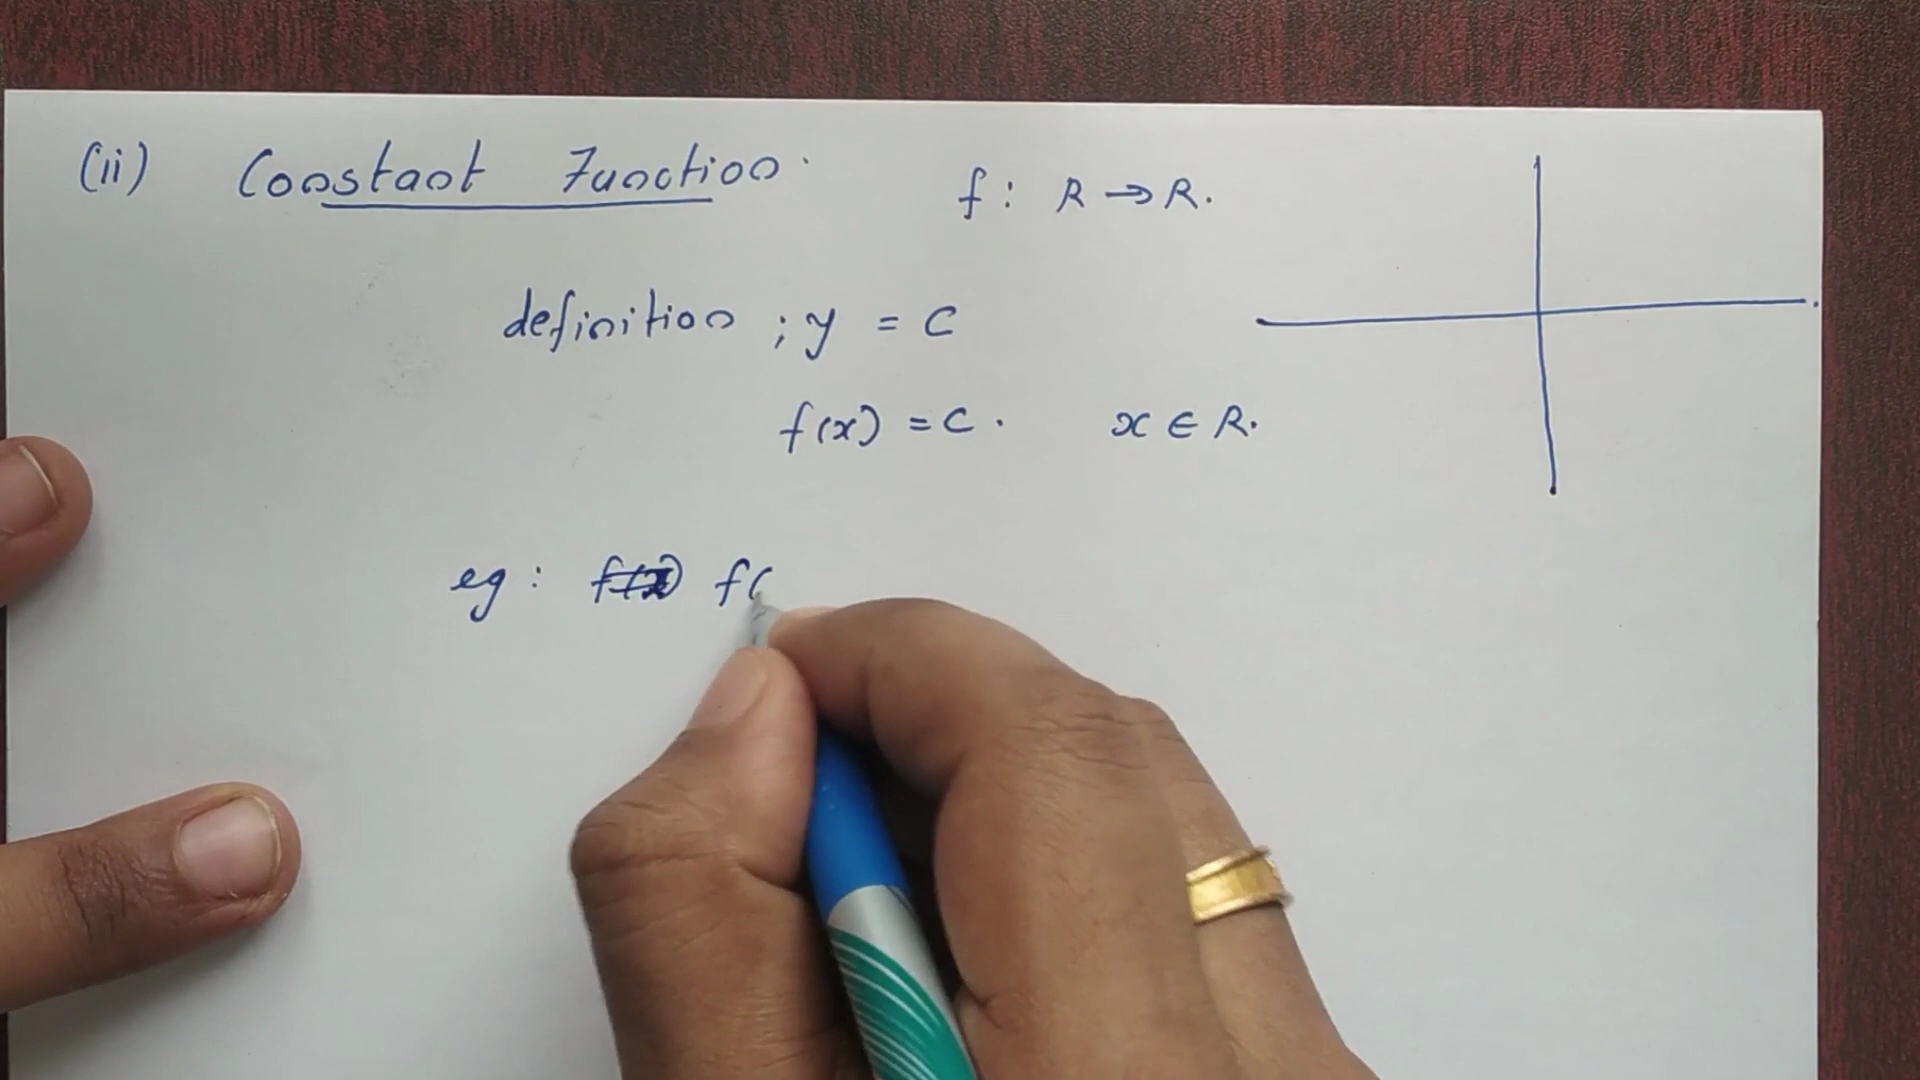 (ii) Constant Function. f: R → R.
definition ; y = C
f(x) = C. x ∈ R.
eg : f(x) f(